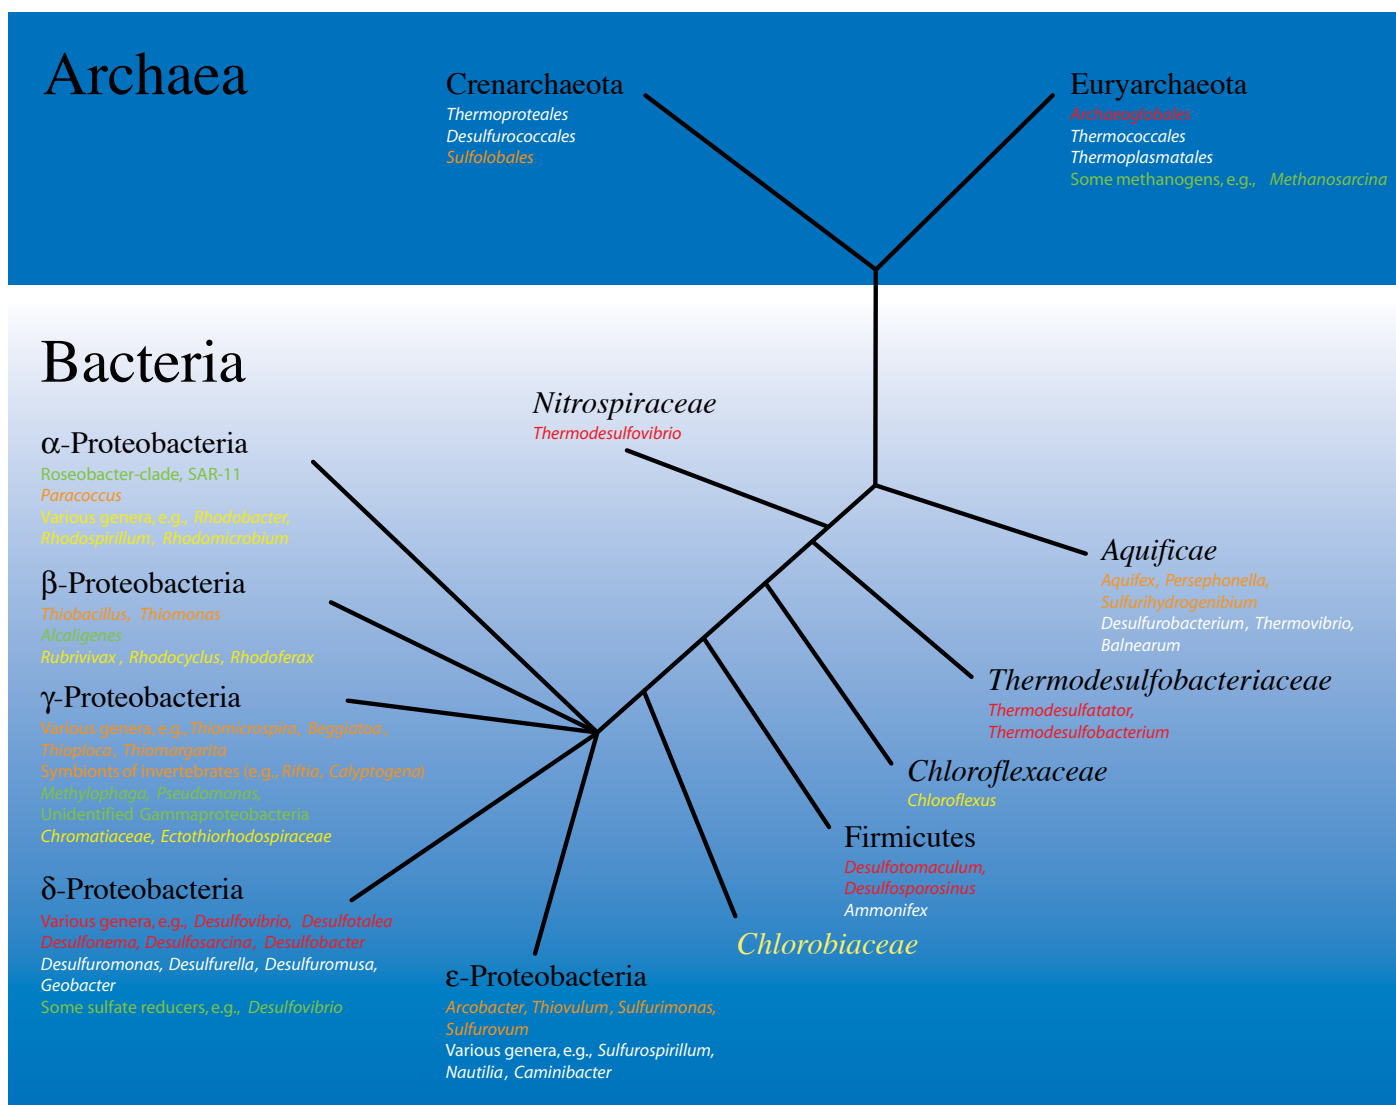 Archaea
Crenarchaeota
Thermoproteales
Desulfurococcales
Sulfolobales
Euryarchaeota
Archaeoglobales
Thermococcales
Thermoplasmatales
Some methanogens, e.g., Methanosarcina
Bacteria
Nitrospiraceae
Thermodesulfovibrio
α-Proteobacteria
Roseobacter-clade, SAR-11
Paracoccus
Various genera, e.g., Rhodobacter,
Rhodospirillum, Rhodomicrobium
β-Proteobacteria
Thiobacillus, Thiomonas
Alcaligenes
Rubrivivax, Rhodocyclus, Rhodoferax
γ-Proteobacteria
Various genera, e.g., Thiomicrospira, Beggiatoa,
Thioploca, Thiomargarita
Symbionts of invertebrates (e.g., Riftia, Calyptogena)
Methylophaga, Pseudomonas,
Unidentified Gammaproteobacteria
Chromatiaceae, Ectothiorhodospiraceae
δ-Proteobacteria
Various genera, e.g., Desulfovibrio, Desulfotalea
Desulfonema, Desulfosarcina, Desulfobacter
Desulfuromonas, Desulfurella, Desulfuromusa,
Geobacter
Some sulfate reducers, e.g., Desulfovibrio
ε-Proteobacteria
Arcobacter, Thiovulum, Sulfurimonas,
Sulfurovum
Various genera, e.g., Sulfurospirillum,
Nautilia, Caminibacter
Chlorobiaceae
Firmicutes
Desulfotomaculum,
Desulfosporosinus
Ammonifex
Chloroflexaceae
Chloroflexus
Thermodesulfobacteriaceae
Thermodesulfatator,
Thermodesulfobacterium
Aquificae
Aquifex, Persephonella,
Sulfurihydrogenibium
Desulfurobacterium, Thermovibrio,
Balnearum